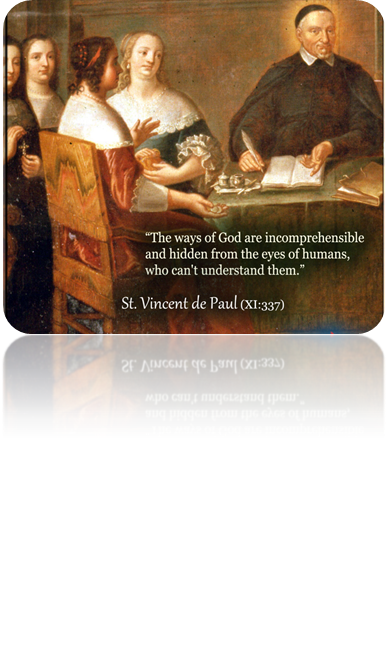 “The ways of God are incomprehensible
and hidden from the eyes of humans,
who can't understand them.”
St. Vincent de Paul (XI:337)